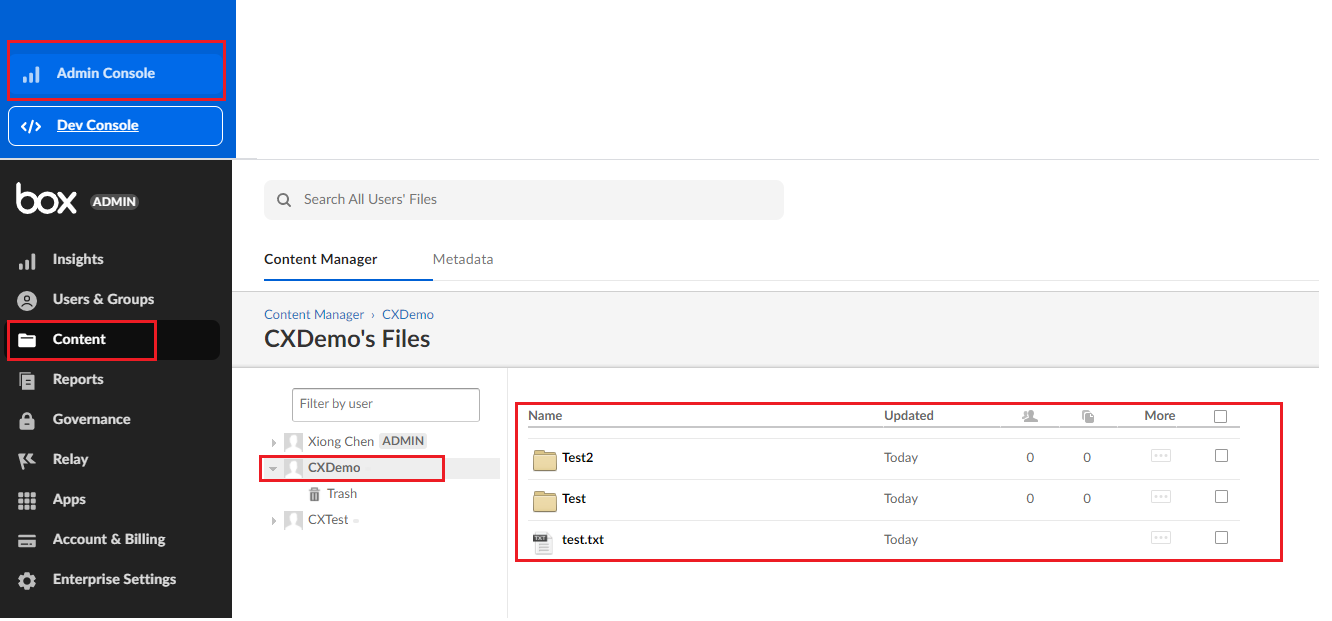 Admin Console
</> Dev Console
box ADMIN
Insights
Users & Groups
Content
Reports
Governance
Relay
Apps
Account & Billing
Enterprise Settings
Search All Users' Files
Content Manager Metadata
Content Manager › CXDemo
CXDemo's Files
Filter by user
Xiong Chen ADMIN
CXDemo
Trash
CXTest
Name Updated More
Test2 Today 0 0
Test Today 0 0
TXT test.txt Today